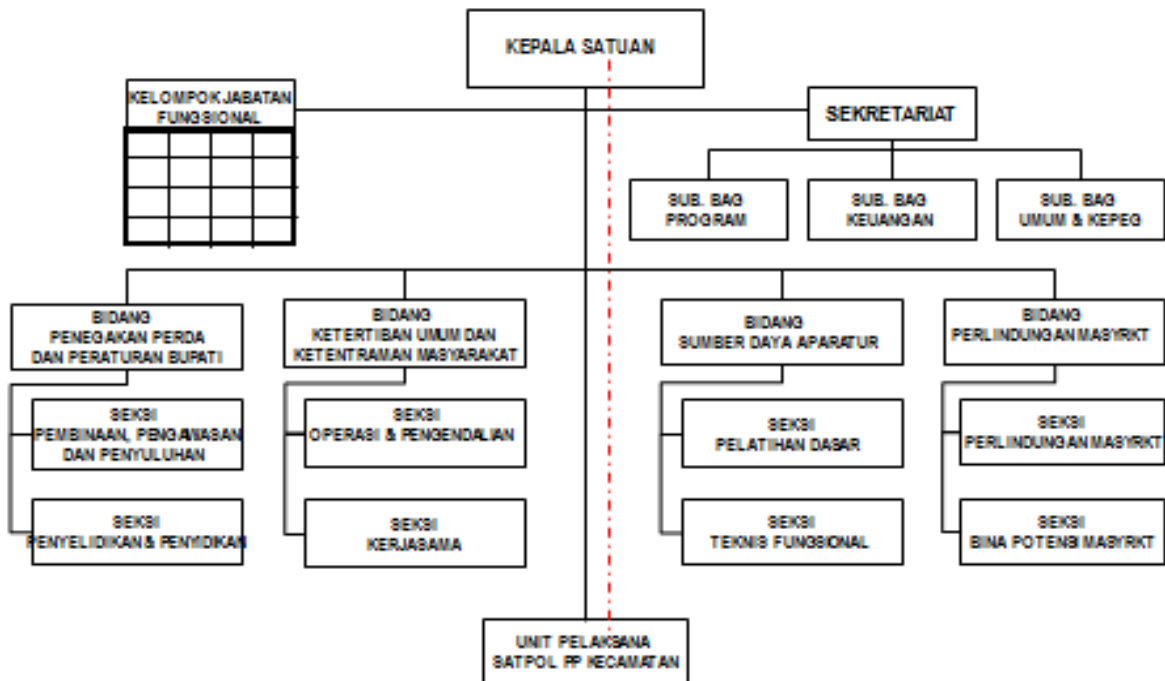 KEPALA SATUAN
KELOMPOK JABATAN
FUNGSIONAL
SEKRETARIAT
SUB. BAG
PROGRAM
SUB. BAG
KEUANGAN
SUB. BAG
UMUM & KEPEG
BIDANG
PENEGAKAN PERDA
DAN PERATURAN BUPATI
BIDANG
KETERTIBAN UMUM DAN
KETENTRAMAN MASYARAKAT
BIDANG
SUMBER DAYA APARATUR
BIDANG
PERLINDUNGAN MASYRKT
SEKSI
PEMBINAAN, PENGAWASAN
DAN PENYULUHAN
SEKSI
OPERASI & PENGENDALIAN
SEKSI
PELATIHAN DASAR
SEKSI
PERLINDUNGAN MASYRKT
SEKSI
PENYELIDIKAN & PENYIDIKAN
SEKSI
KERJASAMA
SEKSI
TEKNIS FUNGSIONAL
SEKSI
BINA POTENSI MASYRKT
UNIT PELAKSANA
SATPOL PP KECAMATAN